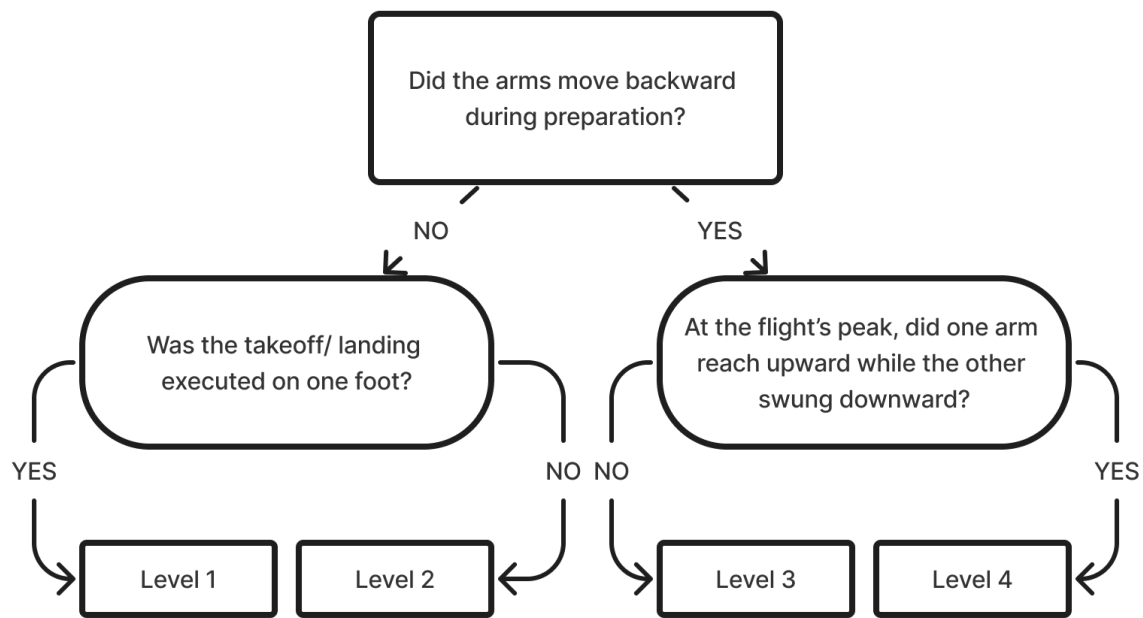 Did the arms move backward
during preparation?
NO
YES
Was the takeoff/ landing
executed on one foot?
At the flight’s peak, did one arm
reach upward while the other
swung downward?
YES
NO
NO
YES
Level 1
Level 2
Level 3
Level 4